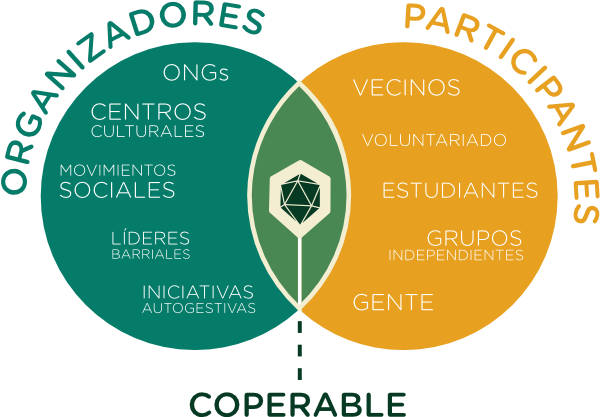 ORGANIZADORES
ONGs
CENTROS
CULTURALES
MOVIMIENTOS
SOCIALES
LÍDERES
BARRIALES
INICIATIVAS
AUTOGESTIVAS
PARTICIPANTES
VECINOS
VOLUNTARIADO
ESTUDIANTES
GRUPOS
INDEPENDIENTES
GENTE
COPERABLE